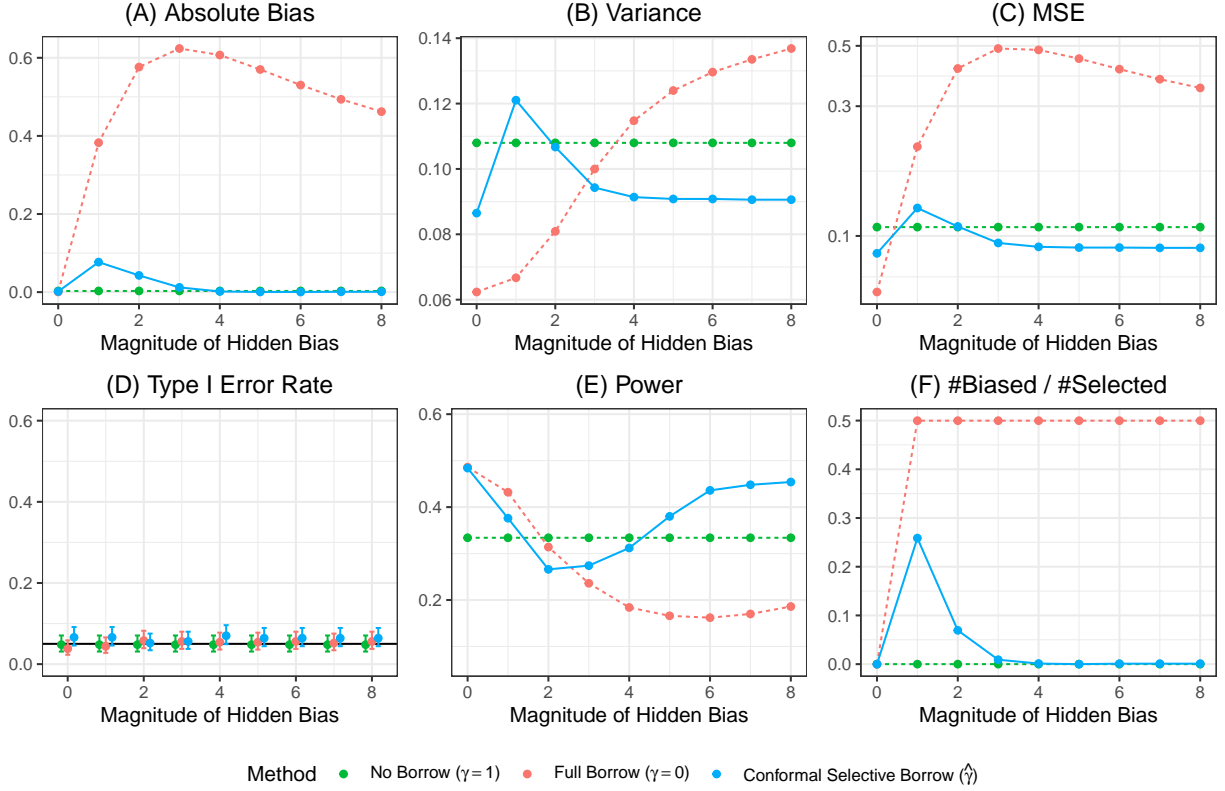 (A) Absolute Bias
(B) Variance
(C) MSE
0.6
0.4
0.2
0.0
0 2 4 6 8
Magnitude of Hidden Bias
0.14
0.12
0.10
0.08
0.06
0 2 4 6 8
Magnitude of Hidden Bias
0.5
0.3
0.1
0 2 4 6 8
Magnitude of Hidden Bias
(D) Type I Error Rate
(E) Power
(F) #Biased / #Selected
0.6
0.4
0.2
0.0
0 2 4 6 8
Magnitude of Hidden Bias
0.6
0.4
0.2
0 2 4 6 8
Magnitude of Hidden Bias
0.5
0.4
0.3
0.2
0.1
0.0
0 2 4 6 8
Magnitude of Hidden Bias
Method No Borrow (γ = 1) Full Borrow (γ = 0) Conformal Selective Borrow (γ̂)